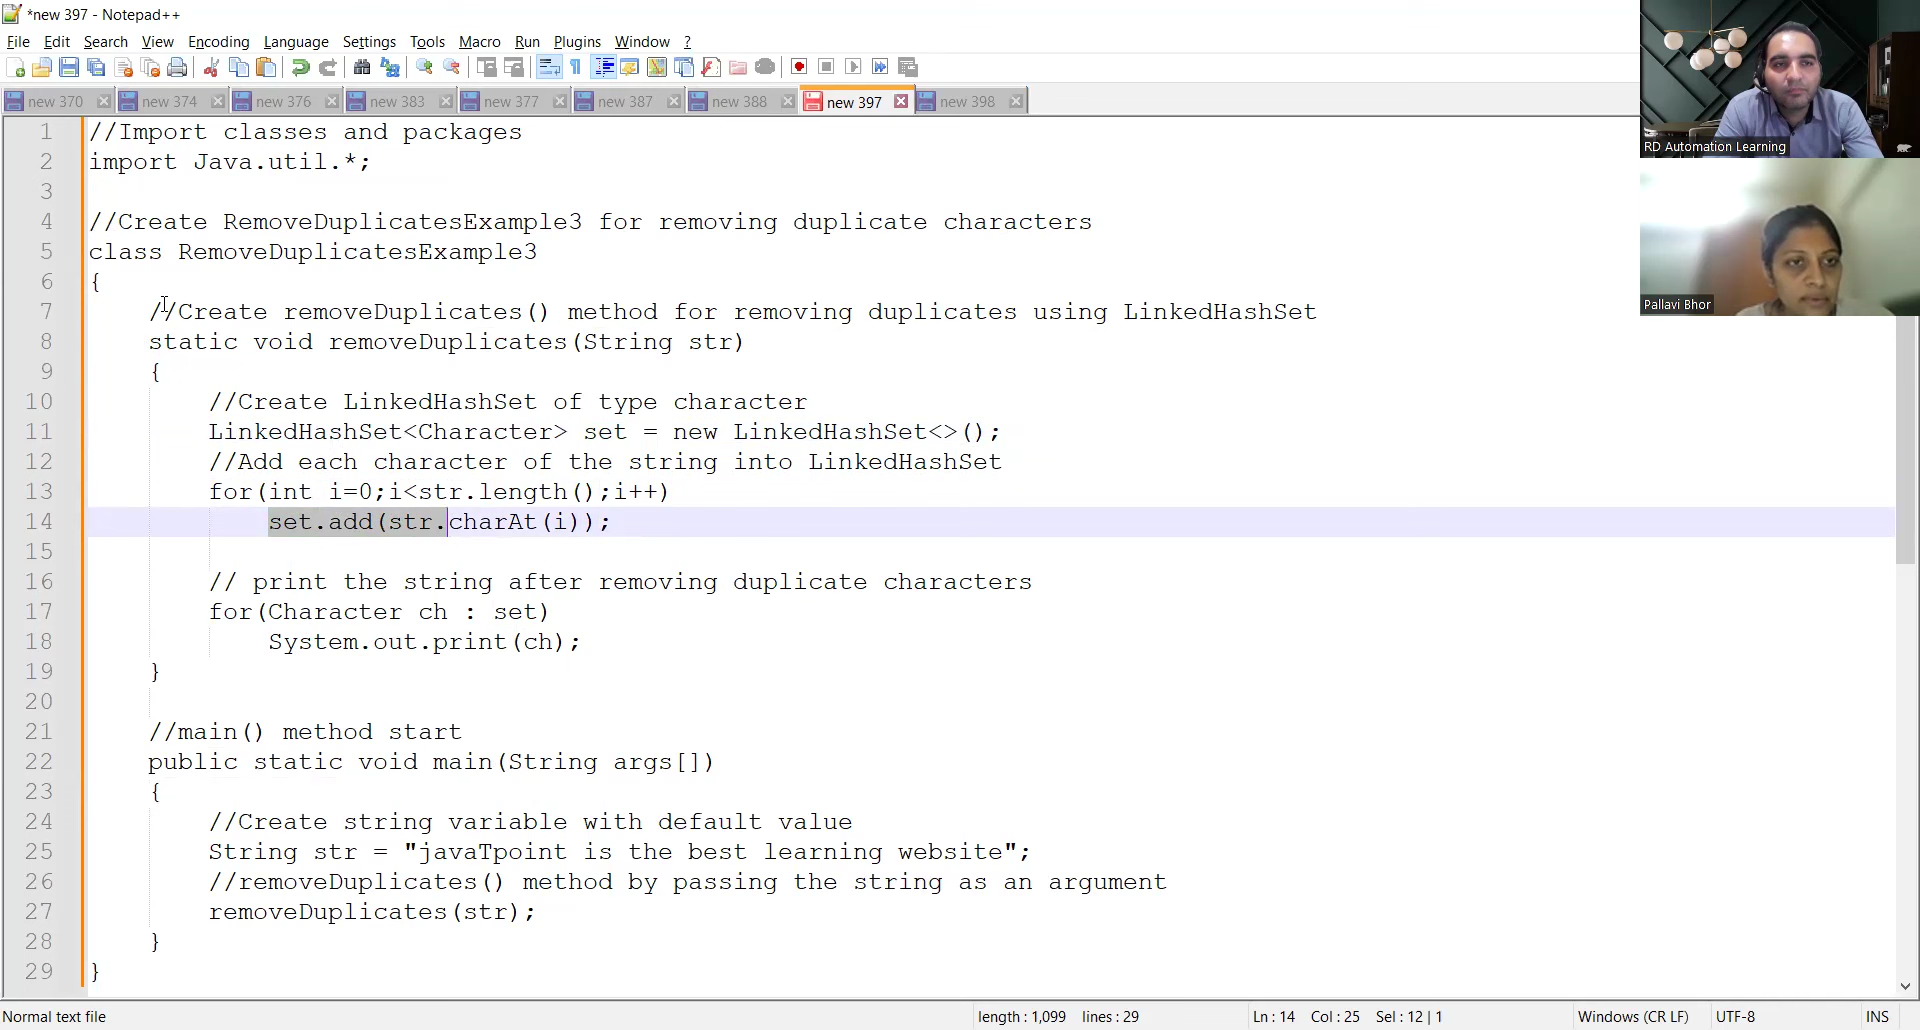 *new 397 - Notepad++
File Edit Search View Encoding Language Settings Tools Macro Run Plugins Window ?
new 370 new 374 new 376 new 383 new 377 new 387 new 388 new 397 new 398
1 //Import classes and packages
2 import Java.util.*;
3
4 //Create RemoveDuplicatesExample3 for removing duplicate characters
5 class RemoveDuplicatesExample3
6 {
7 //Create removeDuplicates() method for removing duplicates using LinkedHashSet
8 static void removeDuplicates(String str)
9 {
10 //Create LinkedHashSet of type character
11 LinkedHashSet<Character> set = new LinkedHashSet<>();
12 //Add each character of the string into LinkedHashSet
13 for(int i=0;i<str.length();i++)
14 set.add(str.charAt(i));
15
16 // print the string after removing duplicate characters
17 for(Character ch : set)
18 System.out.print(ch);
19 }
20
21 //main() method start
22 public static void main(String args[])
23 {
24 //Create string variable with default value
25 String str = "javaTpoint is the best learning website";
26 //removeDuplicates() method by passing the string as an argument
27 removeDuplicates(str);
28 }
29 }
RD Automation Learning
Pallavi Bhor
Normal text file length : 1,099 lines : 29 Ln : 14 Col : 25 Sel : 12 | 1 Windows (CR LF) UTF-8 INS